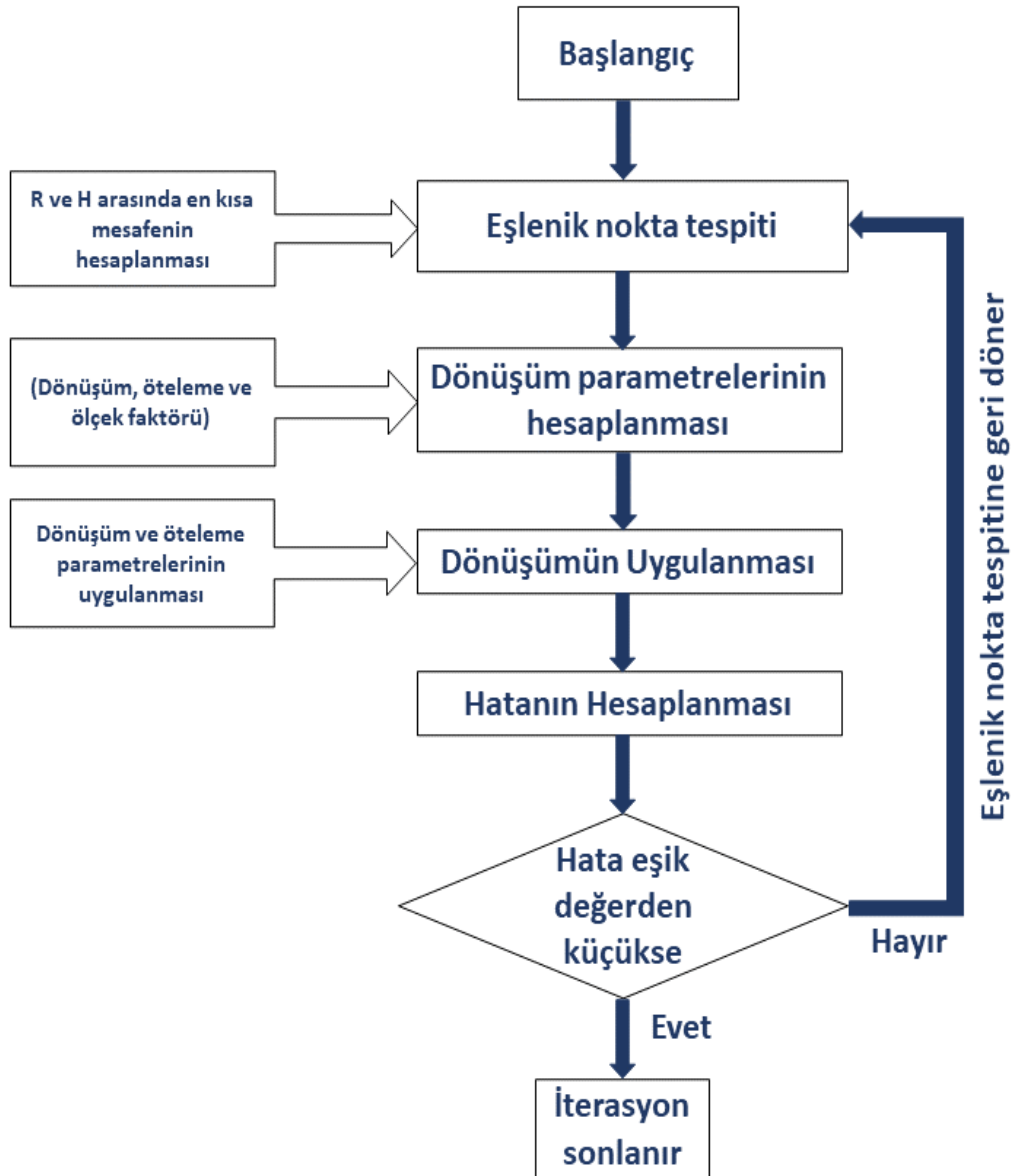 Başlangıç
R ve H arasında en kısa
mesafenin
hesaplanması
Eşlenik nokta tespiti
(Dönüşüm, öteleme ve
ölçek faktörü)
Dönüşüm parametrelerinin
hesaplanması
Dönüşüm ve öteleme
parametrelerinin
uygulanması
Dönüşümün Uygulanması
Hatanın Hesaplanması
Hata eşik
değerden
küçükse
Hayır
Eşlenik nokta tespitine geri döner
Evet
İterasyon
sonlanır